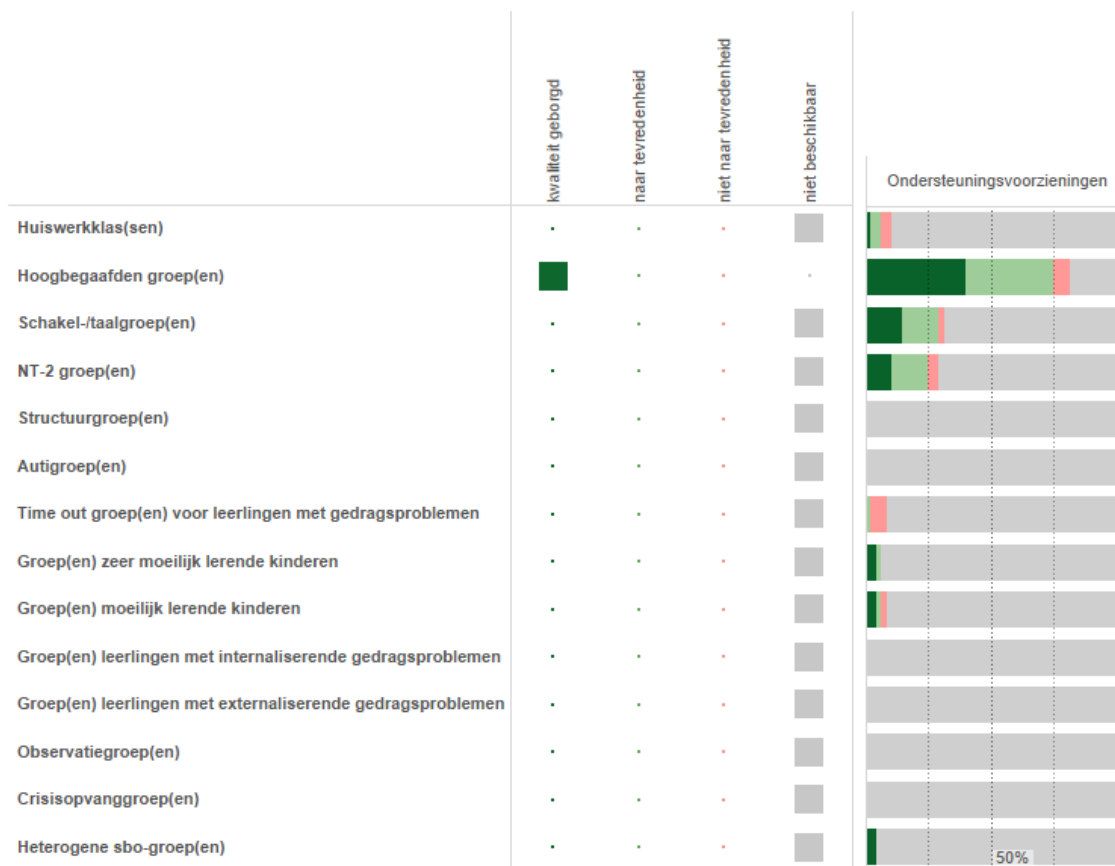 kwaliteit geborgd
naar tevredenheid
niet naar tevredenheid
niet beschikbaar
Ondersteuningsvoorzieningen
Huiswerkklas(sen)
Hoogbegaafden groep(en)
Schakel-/taalgroep(en)
NT-2 groep(en)
Structuurgroep(en)
Autigroep(en)
Time out groep(en) voor leerlingen met gedragsproblemen
Groep(en) zeer moeilijk lerende kinderen
Groep(en) moeilijk lerende kinderen
Groep(en) leerlingen met internaliserende gedragsproblemen
Groep(en) leerlingen met externaliserende gedragsproblemen
Observatiegroep(en)
Crisisopvanggroep(en)
Heterogene sbo-groep(en)
50%